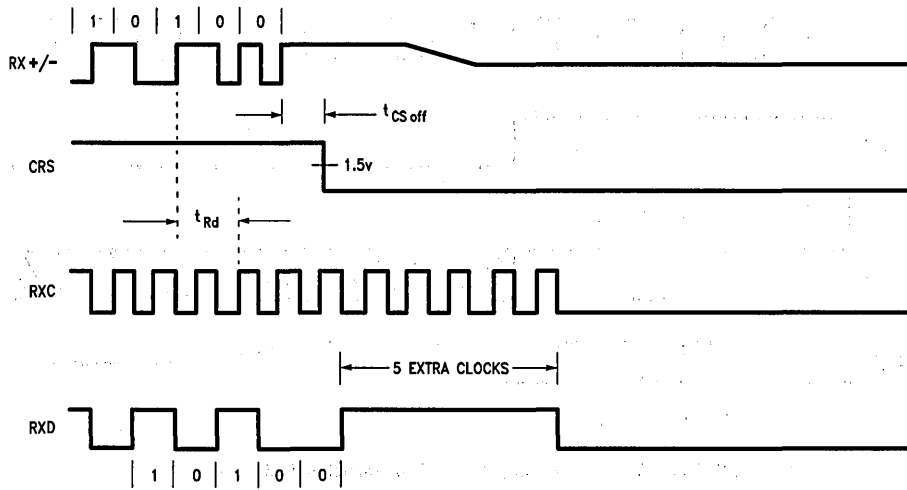 1 0 1 0 0
RX +/-
t CS off
CRS
1.5v
t Rd
RXC
5 EXTRA CLOCKS
RXD
1 0 1 0 0